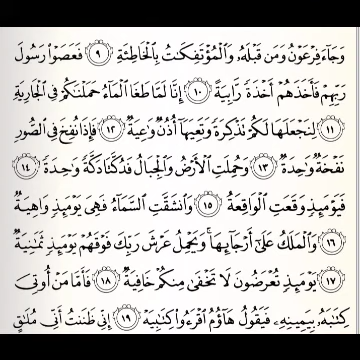 وَجَآءَ فِرۡعَوۡنُ وَمَن قَبۡلَهُۥ وَٱلۡمُؤۡتَفِكَٰتُ بِٱلۡخَاطِئَةِ ٩ فَعَصَوۡاْ رَسُولَ
رَبِّهِمۡ فَأَخَذَهُمۡ أَخۡذَةٗ رَّابِيَةً ١٠ إِنَّا لَمَّا طَغَا ٱلۡمَآءُ حَمَلۡنَٰكُمۡ فِي ٱلۡجَارِيَةِ
١١ لِنَجۡعَلَهَا لَكُمۡ تَذۡكِرَةٗ وَتَعِيَهَآ أُذُنٞ وَٰعِيَةٞ ١٢ فَإِذَا نُفِخَ فِي ٱلصُّورِ
نَفۡخَةٞ وَٰحِدَةٞ ١٣ وَحُمِلَتِ ٱلۡأَرۡضُ وَٱلۡجِبَالُ فَدُكَّتَا دَكَّةٗ وَٰحِدَةٗ ١٤
فَيَوۡمَئِذٖ وَقَعَتِ ٱلۡوَاقِعَةُ ١٥ وَٱنشَقَّتِ ٱلسَّمَآءُ فَهِيَ يَوۡمَئِذٖ وَاهِيَةٞ
١٦ وَٱلۡمَلَكُ عَلَىٰٓ أَرۡجَآئِهَاۚ وَيَحۡمِلُ عَرۡشَ رَبِّكَ فَوۡقَهُمۡ يَوۡمَئِذٖ ثَمَٰنِيَةٞ
١٧ يَوۡمَئِذٖ تُعۡرَضُونَ لَا تَخۡفَىٰ مِنكُمۡ خَافِيَةٞ ١٨ فَأَمَّا مَنۡ أُوتِيَ
كِتَٰبَهُۥ بِيَمِينِهِۦ فَيَقُولُ هَآؤُمُ ٱقۡرَءُواْ كِتَٰبِيَهۡ ١٩ إِنِّي ظَنَنتُ أَنِّي مُلَٰقٍ